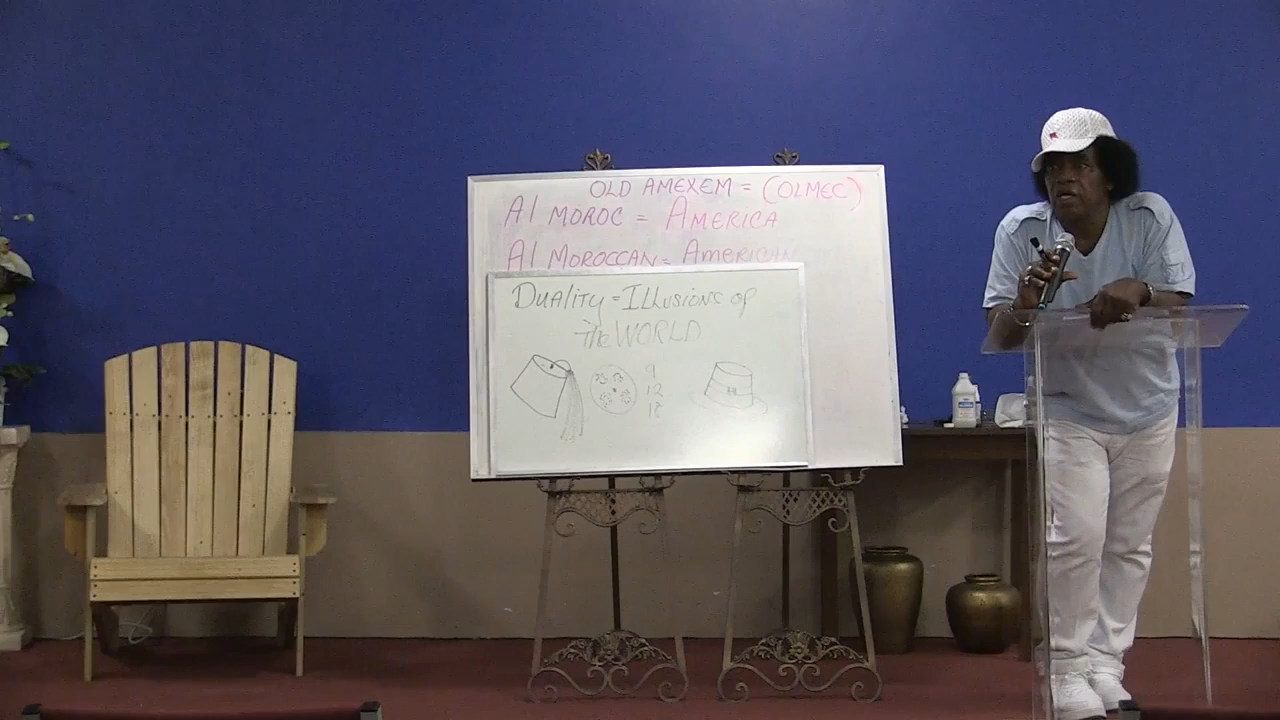 OLD AMEXEM = (OLMEC)
Al MOROC = AMERICA
Al MOROCCAN = AMERICAN
DUALITY = ILLUSIONS OF
the WORLD
9
12
18